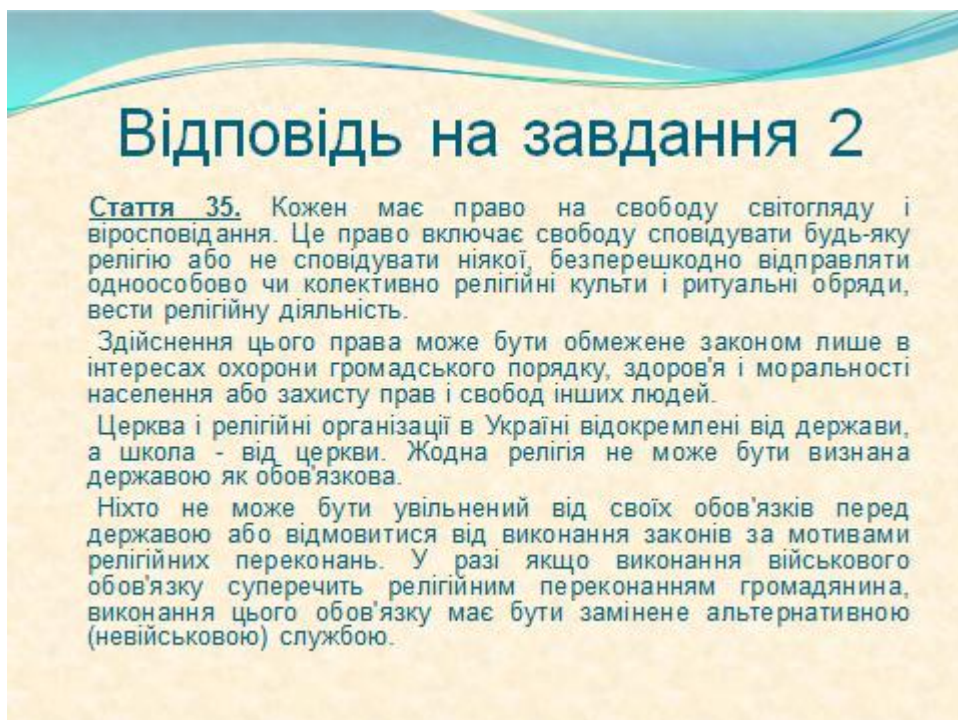 Відповідь на завдання 2
Стаття 35. Кожен має право на свободу світогляду і
віросповідання. Це право включає свободу сповідувати будь-яку
релігію або не сповідувати ніякої, безперешкодно відправляти
одноособово чи колективно релігійні культи і ритуальні обряди,
вести релігійну діяльність.
Здійснення цього права може бути обмежене законом лише в
інтересах охорони громадського порядку, здоров'я і моральності
населення або захисту прав і свобод інших людей.
Церква і релігійні організації в Україні відокремлені від держави,
а школа - від церкви. Жодна релігія не може бути визнана
державою як обов'язкова.
Ніхто не може бути увільнений від своїх обов'язків перед
державою або відмовитися від виконання законів за мотивами
релігійних переконань. У разі якщо виконання військового
обов'язку суперечить релігійним переконанням громадянина,
виконання цього обов'язку має бути замінене альтернативною
(невійськовою) службою.